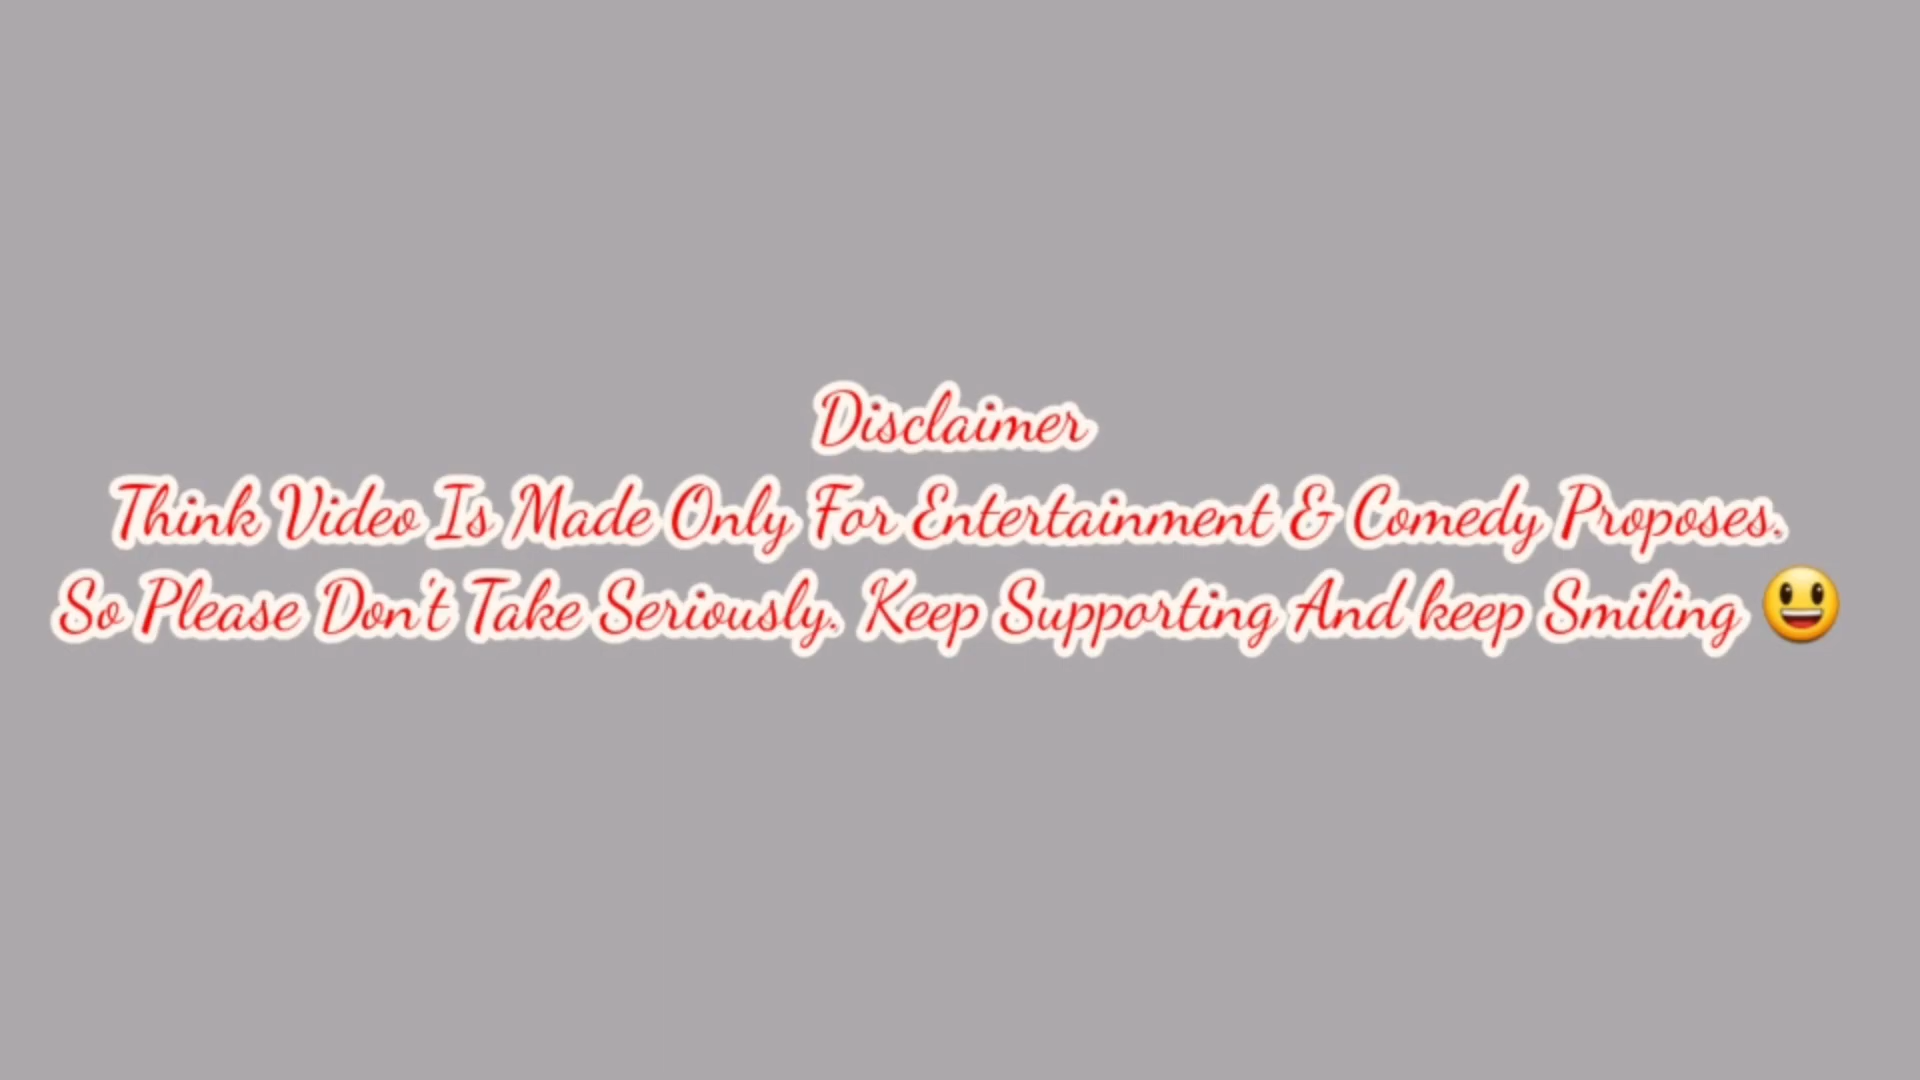 Disclaimer
Think Video Is Made Only For Entertainment & Comedy Proposes.
So Please Don't Take Seriously. Keep Supporting And keep Smiling 😃